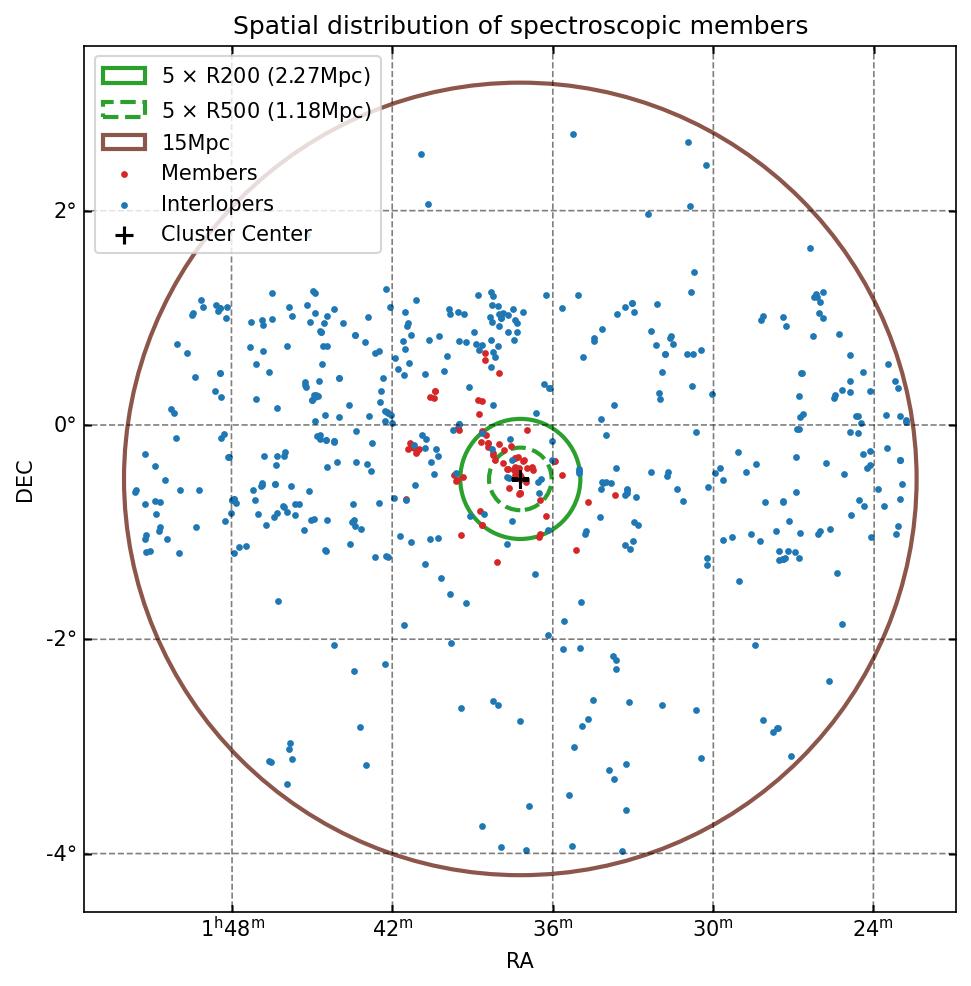 Spatial distribution of spectroscopic members
5 × R200 (2.27Mpc)
5 × R500 (1.18Mpc)
15Mpc
Members
Interlopers
Cluster Center
2°
0°
-2°
-4°
DEC
1ʰ48ᵐ 42ᵐ 36ᵐ 30ᵐ 24ᵐ
RA